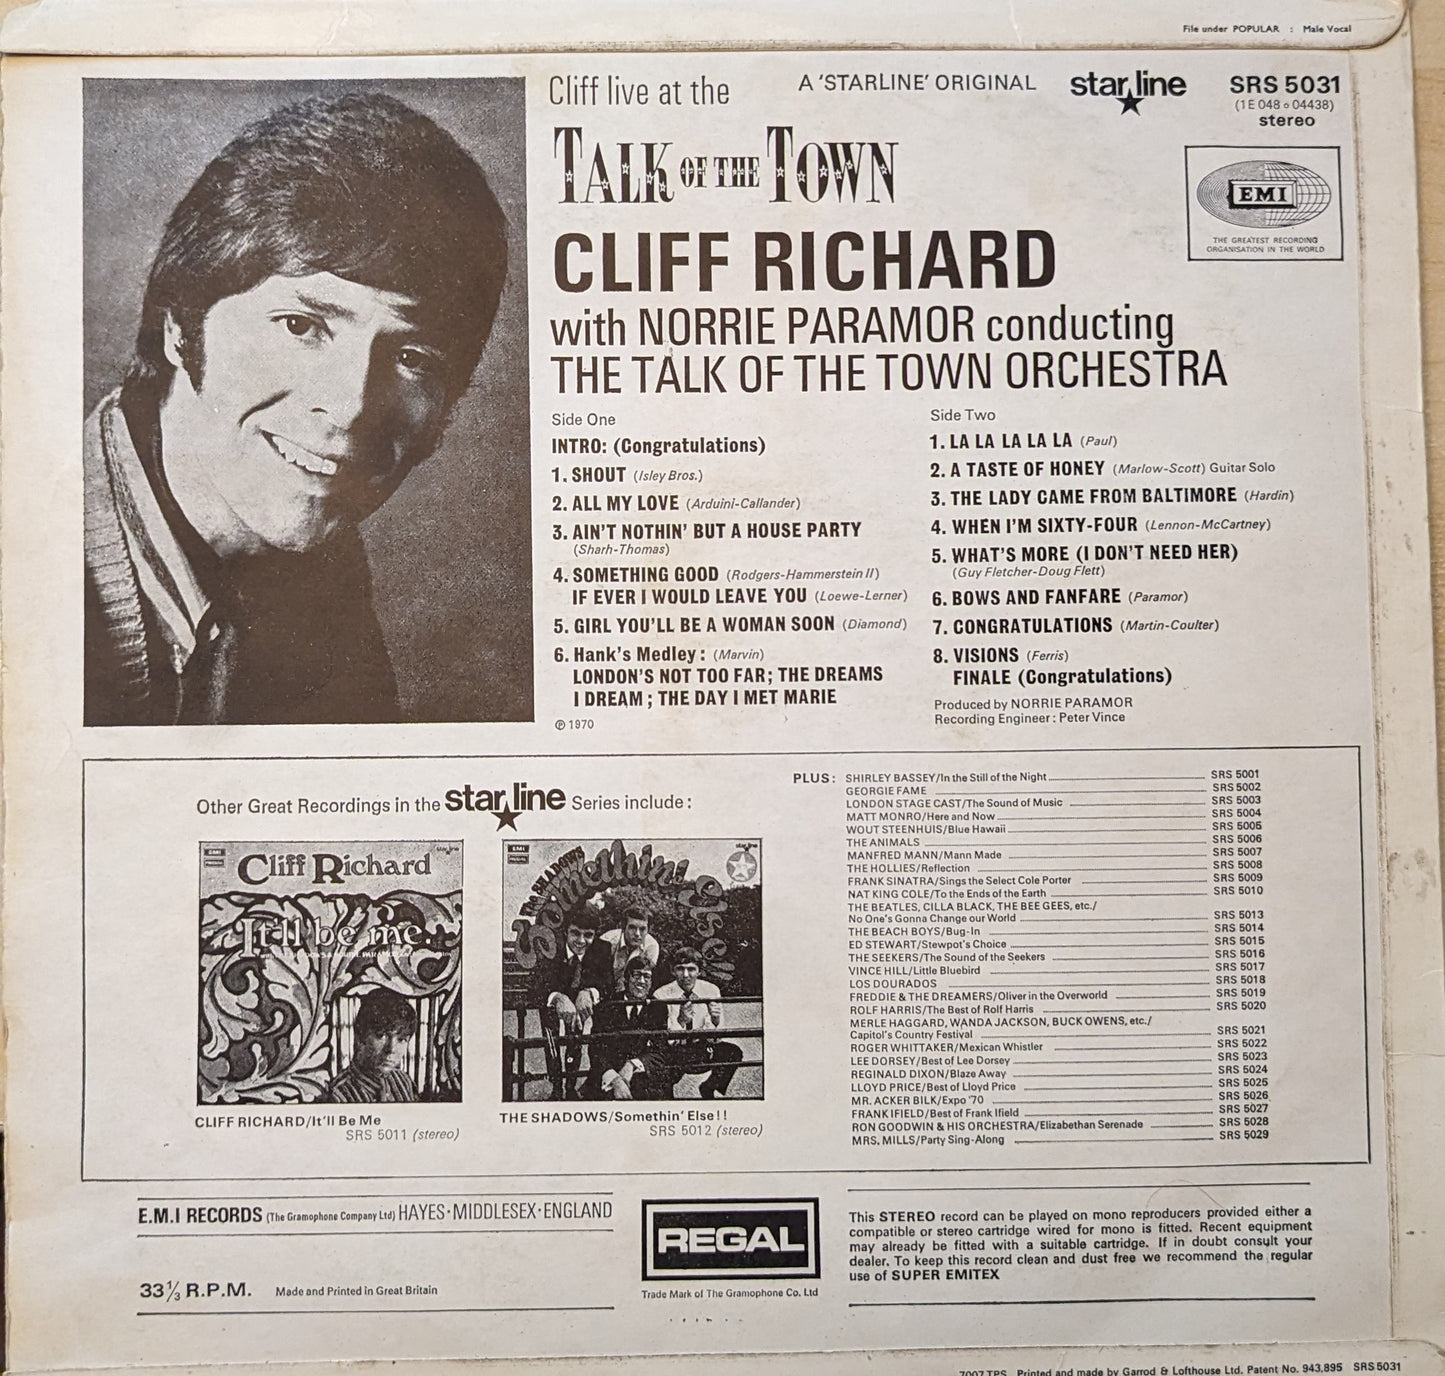 File under POPULAR : Male Vocal
Cliff live at the
A 'STARLINE' ORIGINAL
star line
SRS 5031
(1E 048 o 04438)
stereo
TALK OF THE TOWN
EMI
THE GREATEST RECORDING
ORGANISATION IN THE WORLD
CLIFF RICHARD
with NORRIE PARAMOR conducting
THE TALK OF THE TOWN ORCHESTRA
Side One
INTRO: (Congratulations)
1. SHOUT (Isley Bros.)
2. ALL MY LOVE (Arduini-Callander)
3. AIN'T NOTHIN' BUT A HOUSE PARTY
(Sharh-Thomas)
4. SOMETHING GOOD (Rodgers-Hammerstein II)
IF EVER I WOULD LEAVE YOU (Loewe-Lerner)
5. GIRL YOU'LL BE A WOMAN SOON (Diamond)
6. Hank's Medley: (Marvin)
LONDON'S NOT TOO FAR; THE DREAMS
I DREAM; THE DAY I MET MARIE
℗ 1970
Side Two
1. LA LA LA LA LA (Paul)
2. A TASTE OF HONEY (Marlow-Scott) Guitar Solo
3. THE LADY CAME FROM BALTIMORE (Hardin)
4. WHEN I'M SIXTY-FOUR (Lennon-McCartney)
5. WHAT'S MORE (I DON'T NEED HER)
(Guy Fletcher-Doug Flett)
6. BOWS AND FANFARE (Paramor)
7. CONGRATULATIONS (Martin-Coulter)
8. VISIONS (Ferris)
FINALE (Congratulations)
Produced by NORRIE PARAMOR
Recording Engineer: Peter Vince
Other Great Recordings in the star line Series include:
Cliff Richard
It'll be me.
CLIFF RICHARD/It'll Be Me
SRS 5011 (stereo)
EMI
THE SHADOWS
Somethin' Else!!
THE SHADOWS/Somethin' Else!!
SRS 5012 (stereo)
PLUS: SHIRLEY BASSEY/In the Still of the Night SRS 5001
GEORGIE FAME SRS 5002
LONDON STAGE CAST/The Sound of Music SRS 5003
MATT MONRO/Here and Now SRS 5004
WOUT STEENHUIS/Blue Hawaii SRS 5005
THE ANIMALS SRS 5006
MANFRED MANN/Mann Made SRS 5007
THE HOLLIES/Reflection SRS 5008
FRANK SINATRA/Sings the Select Cole Porter SRS 5009
NAT KING COLE/To the Ends of the Earth SRS 5010
THE BEATLES, CILLA BLACK, THE BEE GEES, etc./
No One's Gonna Change our World SRS 5013
THE BEACH BOYS/Bug-In SRS 5014
ED STEWART/Stewpot's Choice SRS 5015
THE SEEKERS/The Sound of the Seekers SRS 5016
VINCE HILL/Little Bluebird SRS 5017
LOS DOURADOS SRS 5018
FREDDIE & THE DREAMERS/Oliver in the Overworld SRS 5019
ROLF HARRIS/The Best of Rolf Harris SRS 5020
MERLE HAGGARD, WANDA JACKSON, BUCK OWENS, etc./
Capitol's Country Festival SRS 5021
ROGER WHITTAKER/Mexican Whistler SRS 5022
LEE DORSEY/Best of Lee Dorsey SRS 5023
REGINALD DIXON/Blaze Away SRS 5024
LLOYD PRICE/Best of Lloyd Price SRS 5025
MR. ACKER BILK/Expo '70 SRS 5026
FRANK IFIELD/Best of Frank Ifield SRS 5027
RON GOODWIN & HIS ORCHESTRA/Elizabethan Serenade SRS 5028
MRS. MILLS/Party Sing-Along SRS 5029
E.M.I RECORDS (The Gramophone Company Ltd) HAYES·MIDDLESEX·ENGLAND
33⅓ R.P.M. Made and Printed in Great Britain
REGAL
Trade Mark of The Gramophone Co. Ltd
This STEREO record can be played on mono reproducers provided either a
compatible or stereo cartridge wired for mono is fitted. Recent equipment
may already be fitted with a suitable cartridge. If in doubt consult your
dealer. To keep this record clean and dust free we recommend the regular
use of SUPER EMITEX
7007 TPS Printed and made by Garrod & Lofthouse Ltd. Patent No. 943,895 SRS 5031